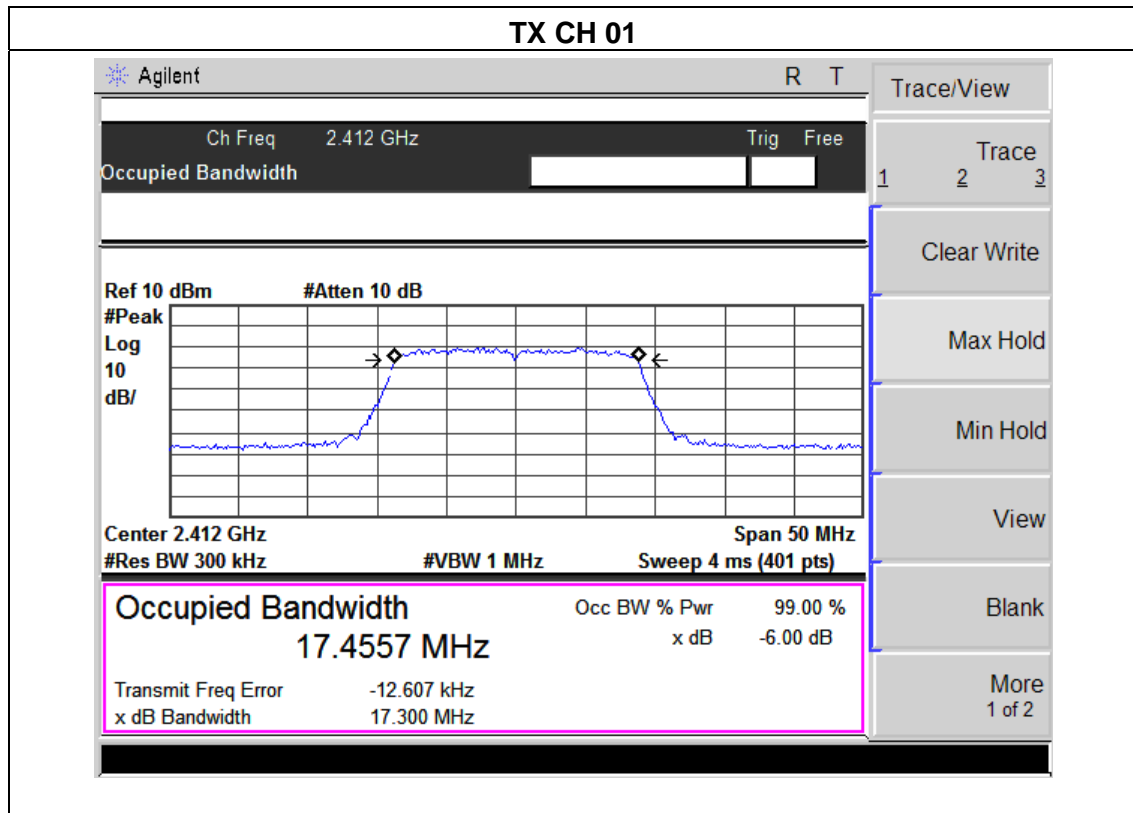 TX CH 01
Agilent
R T
Trace/View
Ch Freq 2.412 GHz Trig Free
Occupied Bandwidth
Trace
1 2 3
Clear Write
Ref 10 dBm #Atten 10 dB
#Peak
Log
10
dB/
Max Hold
Min Hold
View
Center 2.412 GHz Span 50 MHz
#Res BW 300 kHz #VBW 1 MHz Sweep 4 ms (401 pts)
Occupied Bandwidth Occ BW % Pwr 99.00 %
17.4557 MHz x dB -6.00 dB
Blank
Transmit Freq Error -12.607 kHz
x dB Bandwidth 17.300 MHz
More
1 of 2